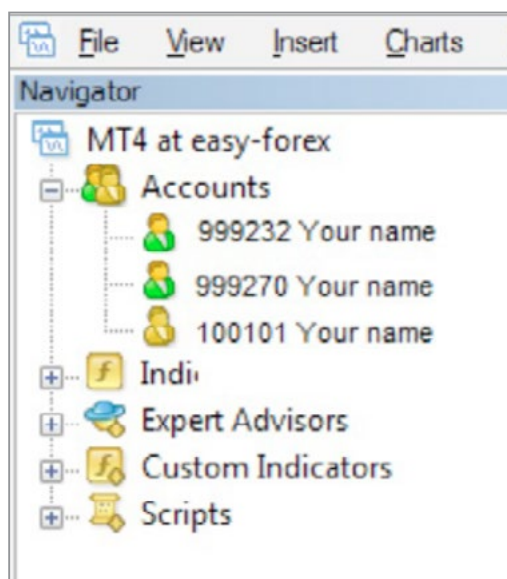 File View Insert Charts
Navigator
MT4 at easy-forex
Accounts
999232 Your name
999270 Your name
100101 Your name
Indi
Expert Advisors
Custom Indicators
Scripts